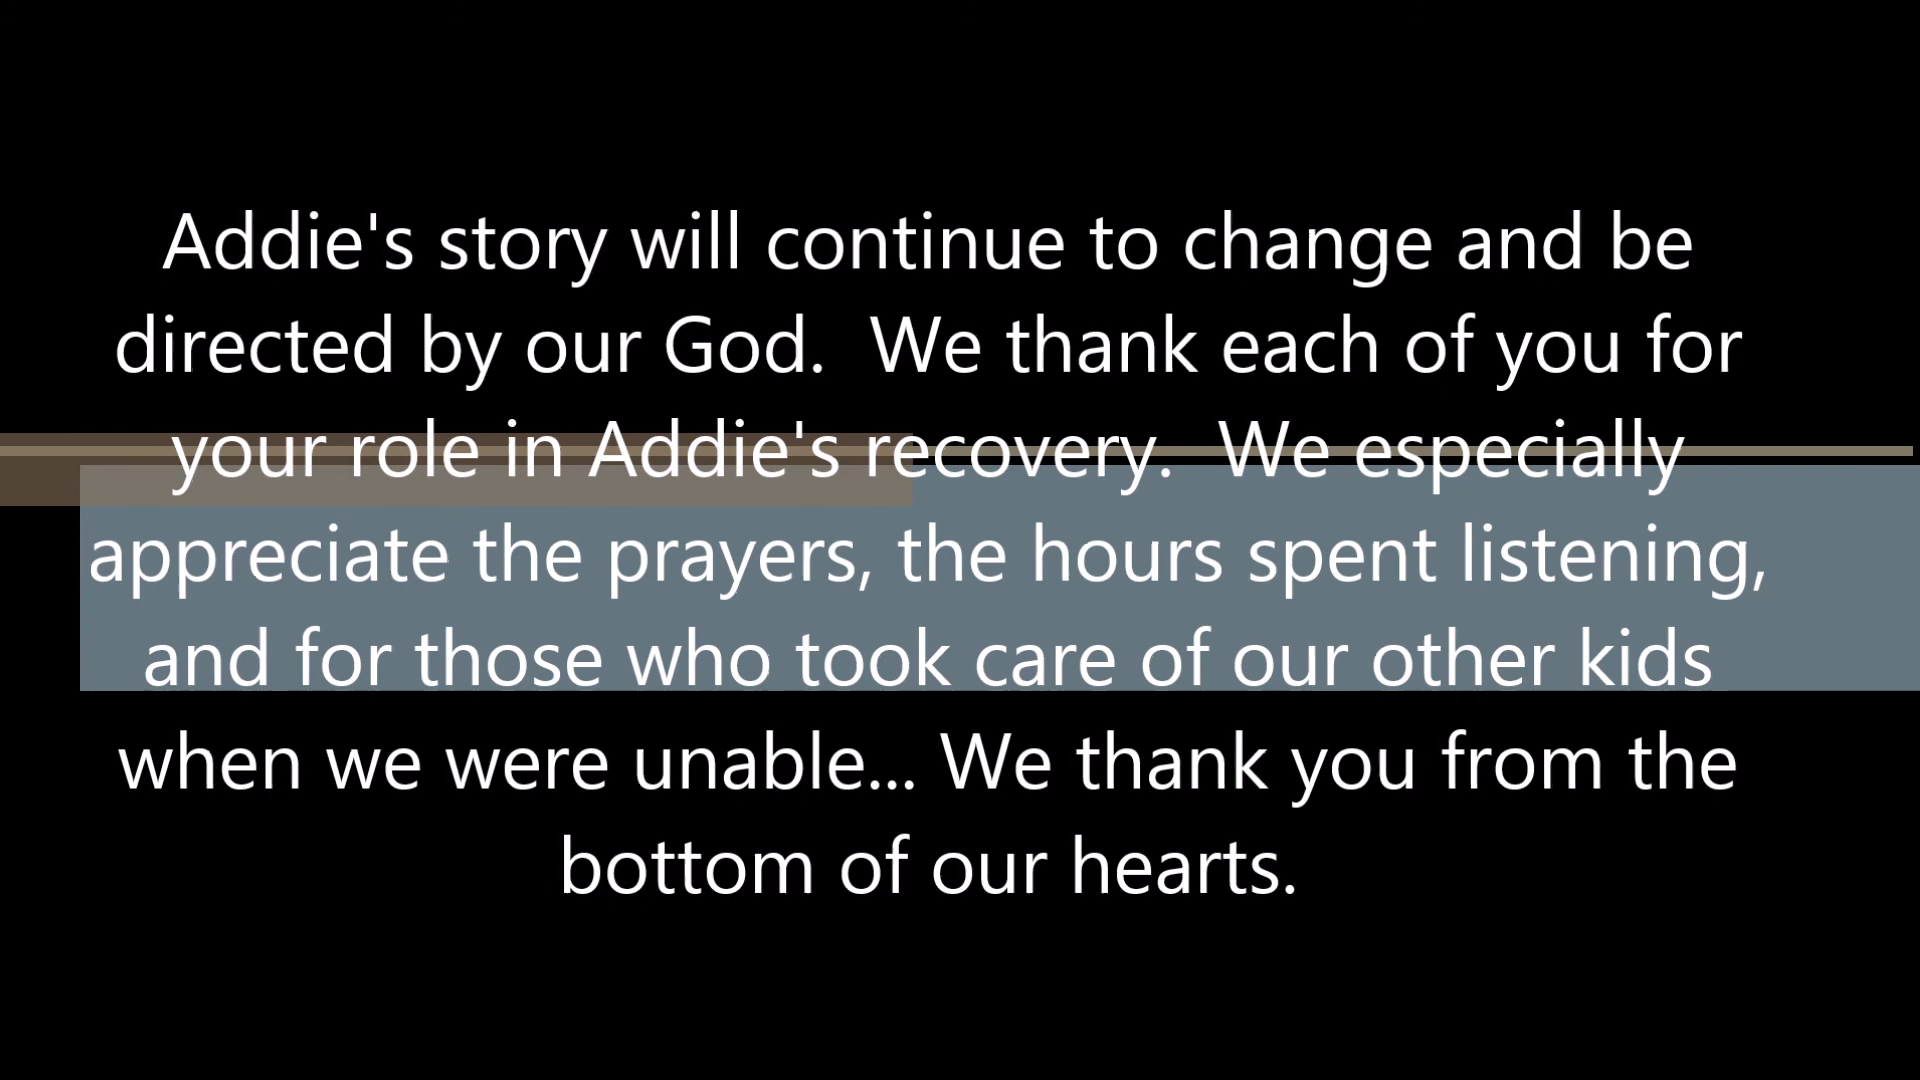 Addie's story will continue to change and be
directed by our God.  We thank each of you for
your role in Addie's recovery.  We especially
appreciate the prayers, the hours spent listening,
and for those who took care of our other kids
when we were unable... We thank you from the
bottom of our hearts.